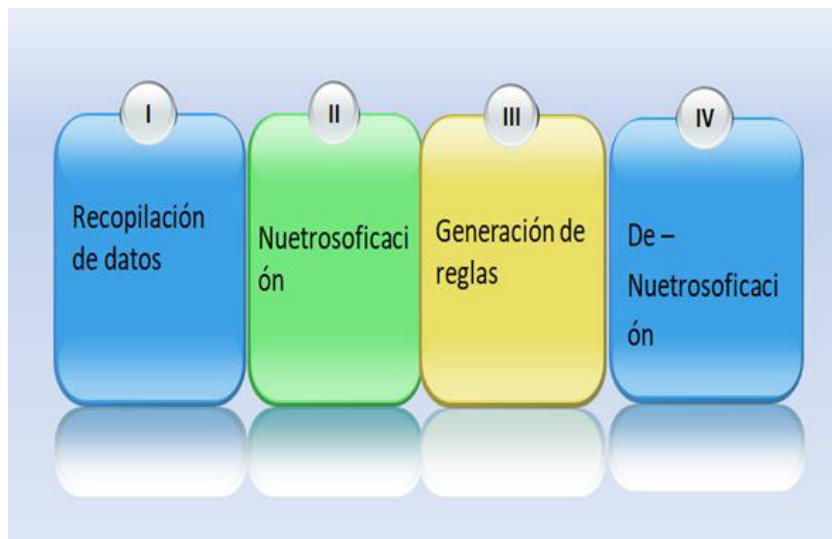 I
Recopilación
de datos
II
Nuetrosoficaci
ón
III
Generación de
reglas
IV
De –
Nuetrosoficaci
ón